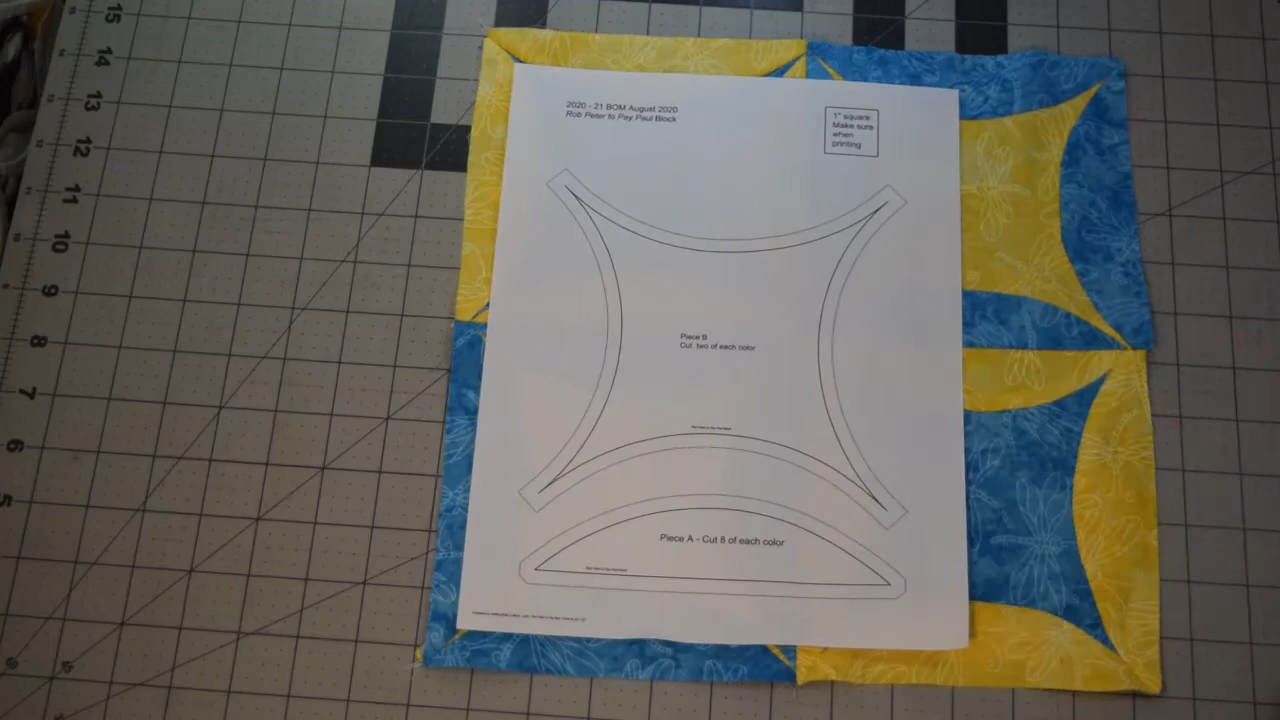 2020 - 21 BOM August 2020
Rob Peter to Pay Paul Block
1" square
Make sure
when
printing
Piece B
Cut two of each color
Piece A - Cut 8 of each color
15
14
13
12
11
10
9
8
7
6
5